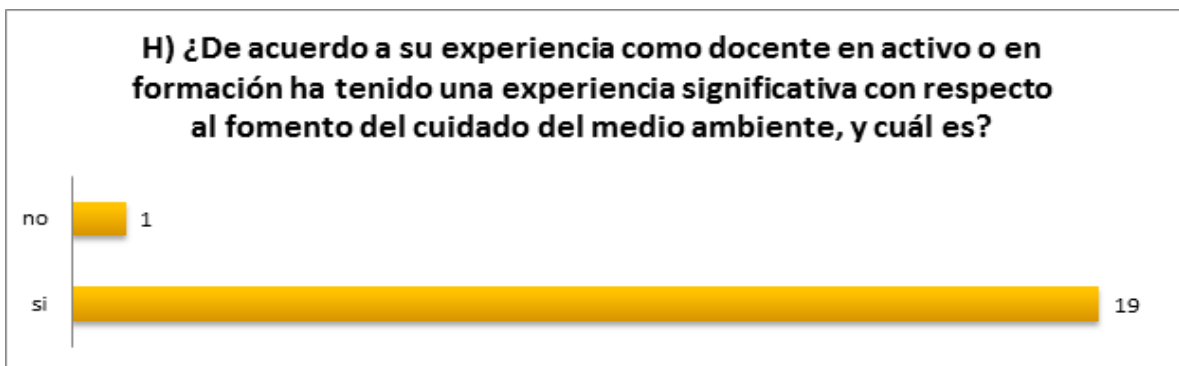 H) ¿De acuerdo a su experiencia como docente en activo o en
formación ha tenido una experiencia significativa con respecto
al fomento del cuidado del medio ambiente, y cuál es?
no 1
si 19